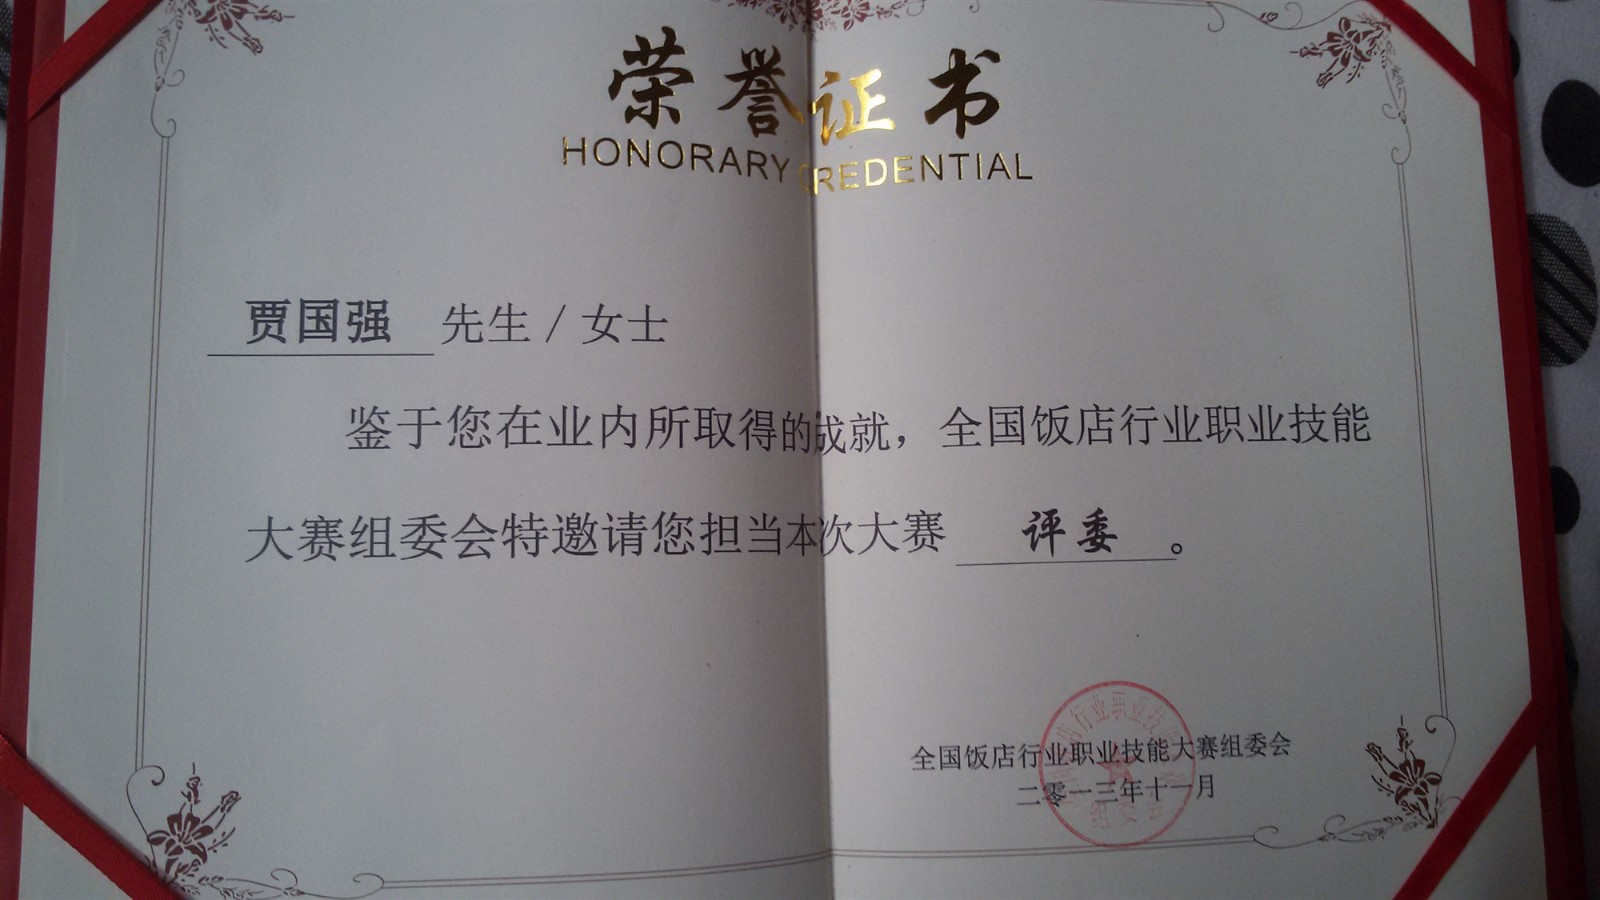 荣誉证书
HONORARY CREDENTIAL
贾国强 先生/女士
鉴于您在业内所取得的成就，全国饭店行业职业技能
大赛组委会特邀请您担当本次大赛 评委 。
全国饭店行业职业技能大赛组委会
二零一三年十一月